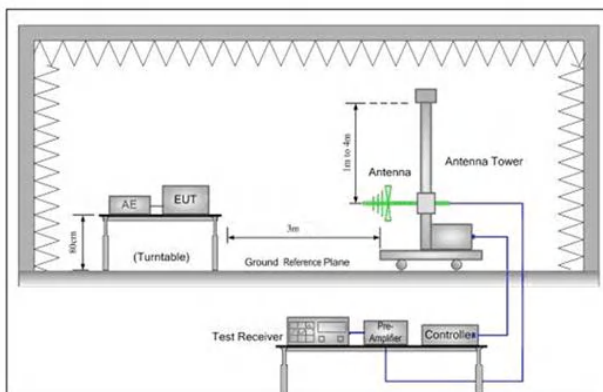 1m to 4m
Antenna
Antenna Tower
AE
EUT
80cm
(Turntable)
3m
Ground Reference Plane
Test Receiver
Pre-
Amplifier
Controller